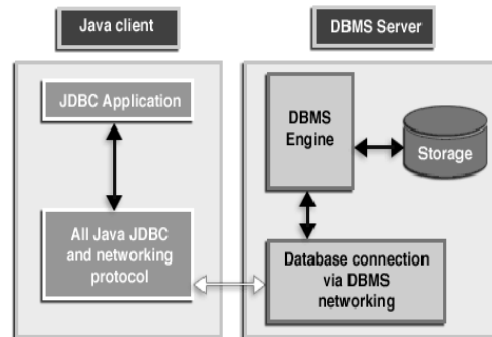 Java client
DBMS Server
JDBC Application
DBMS
Engine
Storage
All Java JDBC
and networking
protocol
Database connection
via DBMS
networking